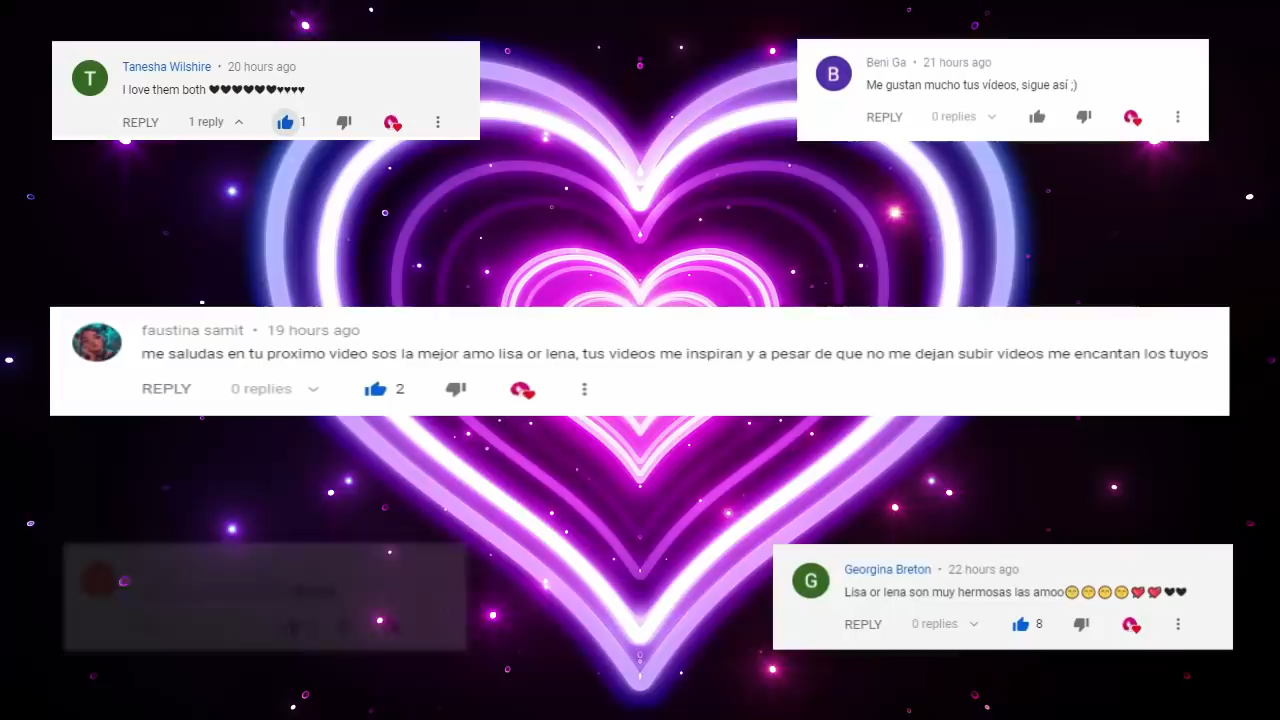 T
Tanesha Wilshire • 20 hours ago
I love them both ♥♥♥♥♥♥♥♥♥♥
REPLY 1 reply 1
B
Beni Ga • 21 hours ago
Me gustan mucho tus vídeos, sigue así ;)
REPLY 0 replies
faustina samit • 19 hours ago
me saludas en tu proximo video sos la mejor amo lisa or lena, tus videos me inspiran y a pesar de que no me dejan subir videos me encantan los tuyos
REPLY 0 replies 2
G
Georgina Breton • 22 hours ago
Lisa or lena son muy hermosas las amoo😁😁😁😁💘💘♥♥
REPLY 0 replies 8